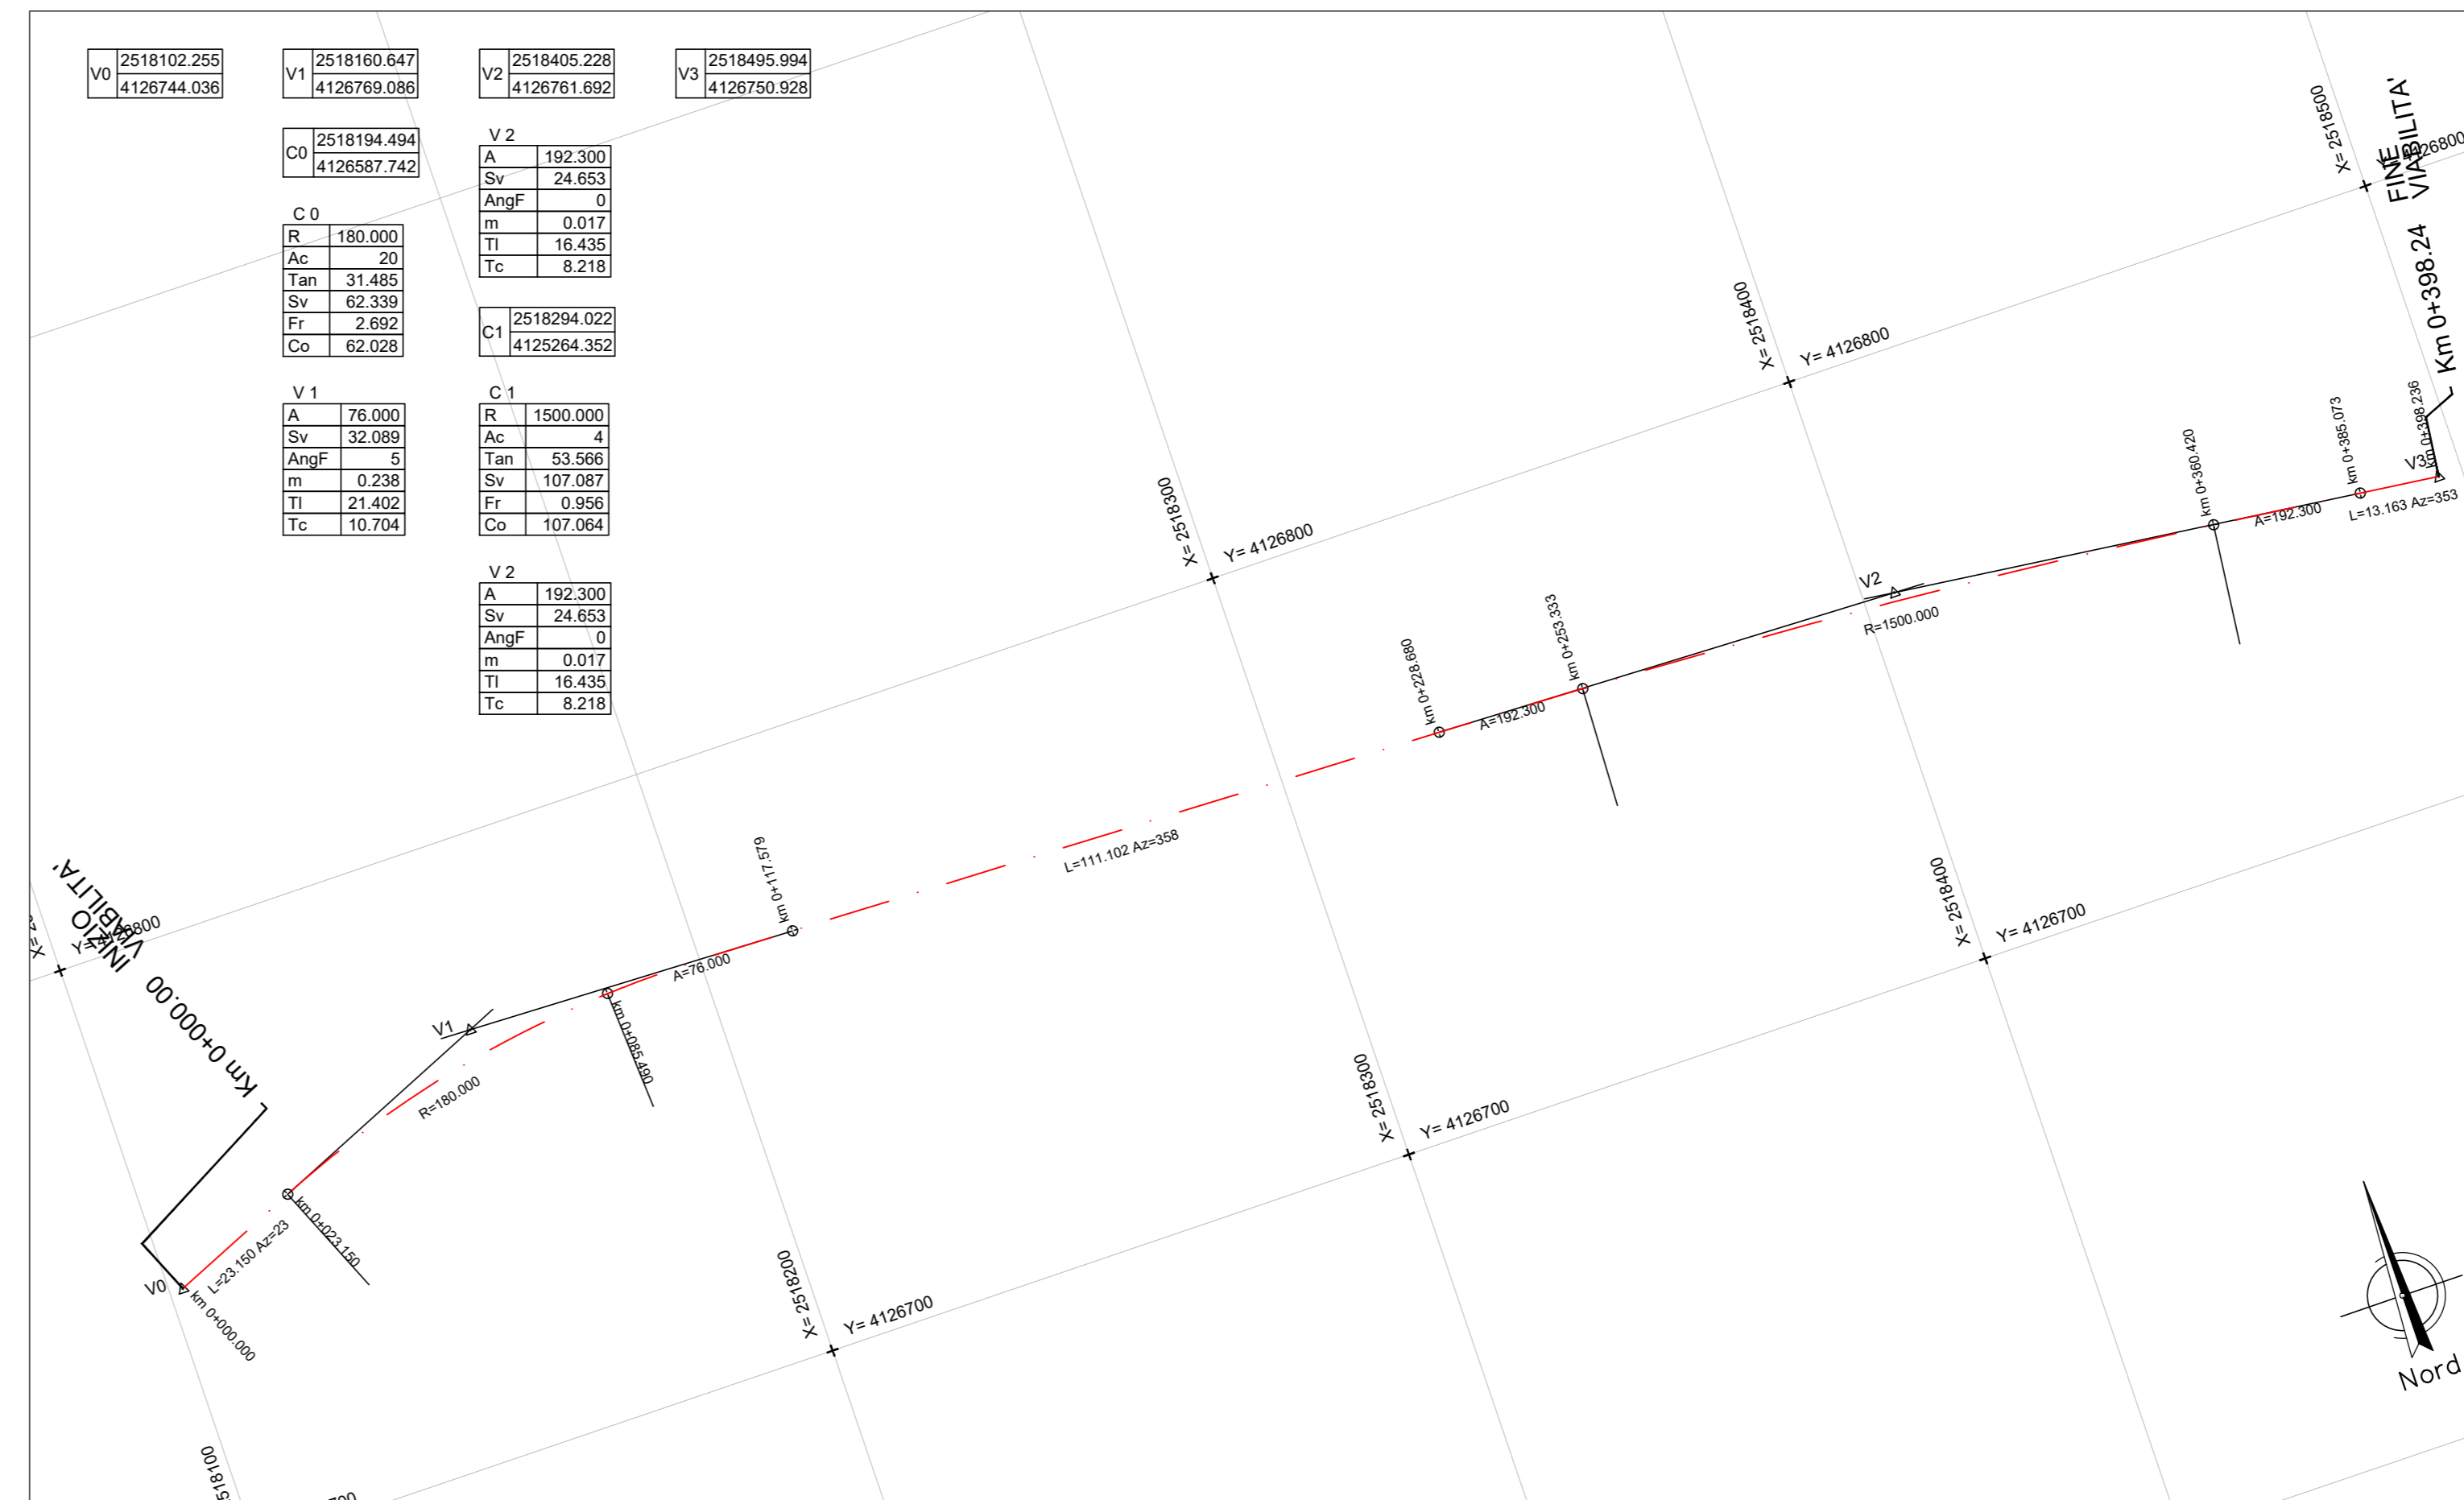 V0 2518102.255
4126744.036
V1 2518160.647
4126769.086
V2 2518405.228
4126761.692
V3 2518495.994
4126750.928
C0 2518194.494
4126587.742
C 0
R 180.000
Ac 20
Tan 31.485
Sv 62.339
Fr 2.692
Co 62.028
V 1
A 76.000
Sv 32.089
AngF 5
m 0.238
Tl 21.402
Tc 10.704
V 2
A 192.300
Sv 24.653
AngF 0
m 0.017
Tl 16.435
Tc 8.218
C1 2518294.022
4125264.352
C 1
R 1500.000
Ac 4
Tan 53.566
Sv 107.087
Fr 0.956
Co 107.064
V 2
A 192.300
Sv 24.653
AngF 0
m 0.017
Tl 16.435
Tc 8.218
X= 2518500
Y= 4126800
FINE
VIABILITA'
Km 0+398.24
X= 2518400
Y= 4126800
km 0+398.236
V3
km 0+385.073
L=13.163 Az=353
km 0+360.420
A=192.300
X= 2518300
Y= 4126800
V2
R=1500.000
km 0+253.333
km 0+228.680
A=192.300
L=111.102 Az=358
km 0+117.579
A=76.000
INIZIO
VIABILITA'
Km 0+000.00
X= 2
Y= 4126800
V1
km 0+085.490
R=180.000
km 0+023.150
L=23.150 Az=23
V0
km 0+000.000
X= 2518400
Y= 4126700
X= 2518300
Y= 4126700
X= 2518200
Y= 4126700
518100
700
Nord